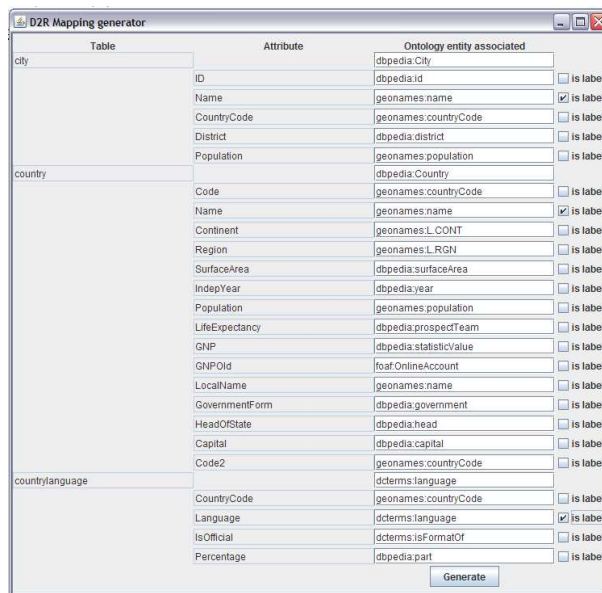 D2R Mapping generator
Table Attribute Ontology entity associated
city dbpedia:City
ID dbpedia:id is labe
Name geonames:name is labe
CountryCode geonames:countryCode is labe
District dbpedia:district is labe
Population geonames:population is labe
country dbpedia:Country
Code geonames:countryCode is labe
Name geonames:name is labe
Continent geonames:L.CONT is labe
Region geonames:L.RGN is labe
SurfaceArea dbpedia:surfaceArea is labe
IndepYear dbpedia:year is labe
Population geonames:population is labe
LifeExpectancy dbpedia:prospectTeam is labe
GNP dbpedia:statisticValue is labe
GNPOld foaf:OnlineAccount is labe
LocalName geonames:name is labe
GovernmentForm dbpedia:government is labe
HeadOfState dbpedia:head is labe
Capital dbpedia:capital is labe
Code2 geonames:countryCode is labe
countrylanguage dcterms:language
CountryCode geonames:countryCode is labe
Language dcterms:language is labe
IsOfficial dcterms:isFormatOf is labe
Percentage dbpedia:part is labe
Generate